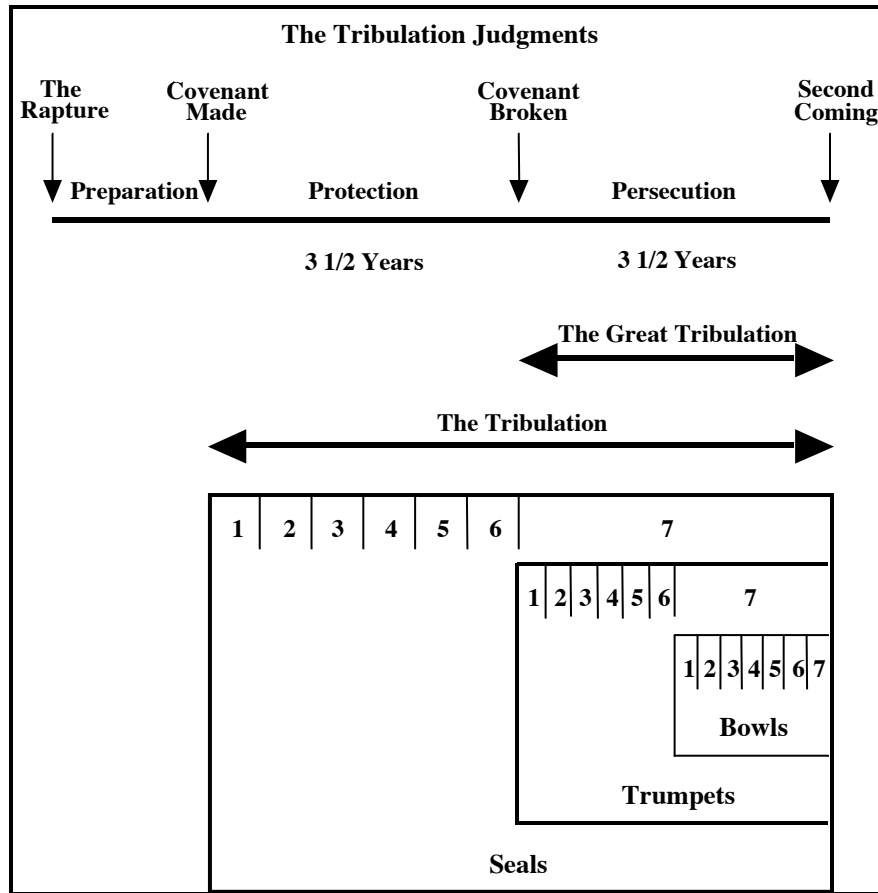 The Tribulation Judgments
The Rapture
Covenant Made
Covenant Broken
Second Coming
Preparation
Protection
Persecution
3 1/2 Years
3 1/2 Years
The Great Tribulation
The Tribulation
1 2 3 4 5 6 7
1 2 3 4 5 6 7
1 2 3 4 5 6 7
Bowls
Trumpets
Seals